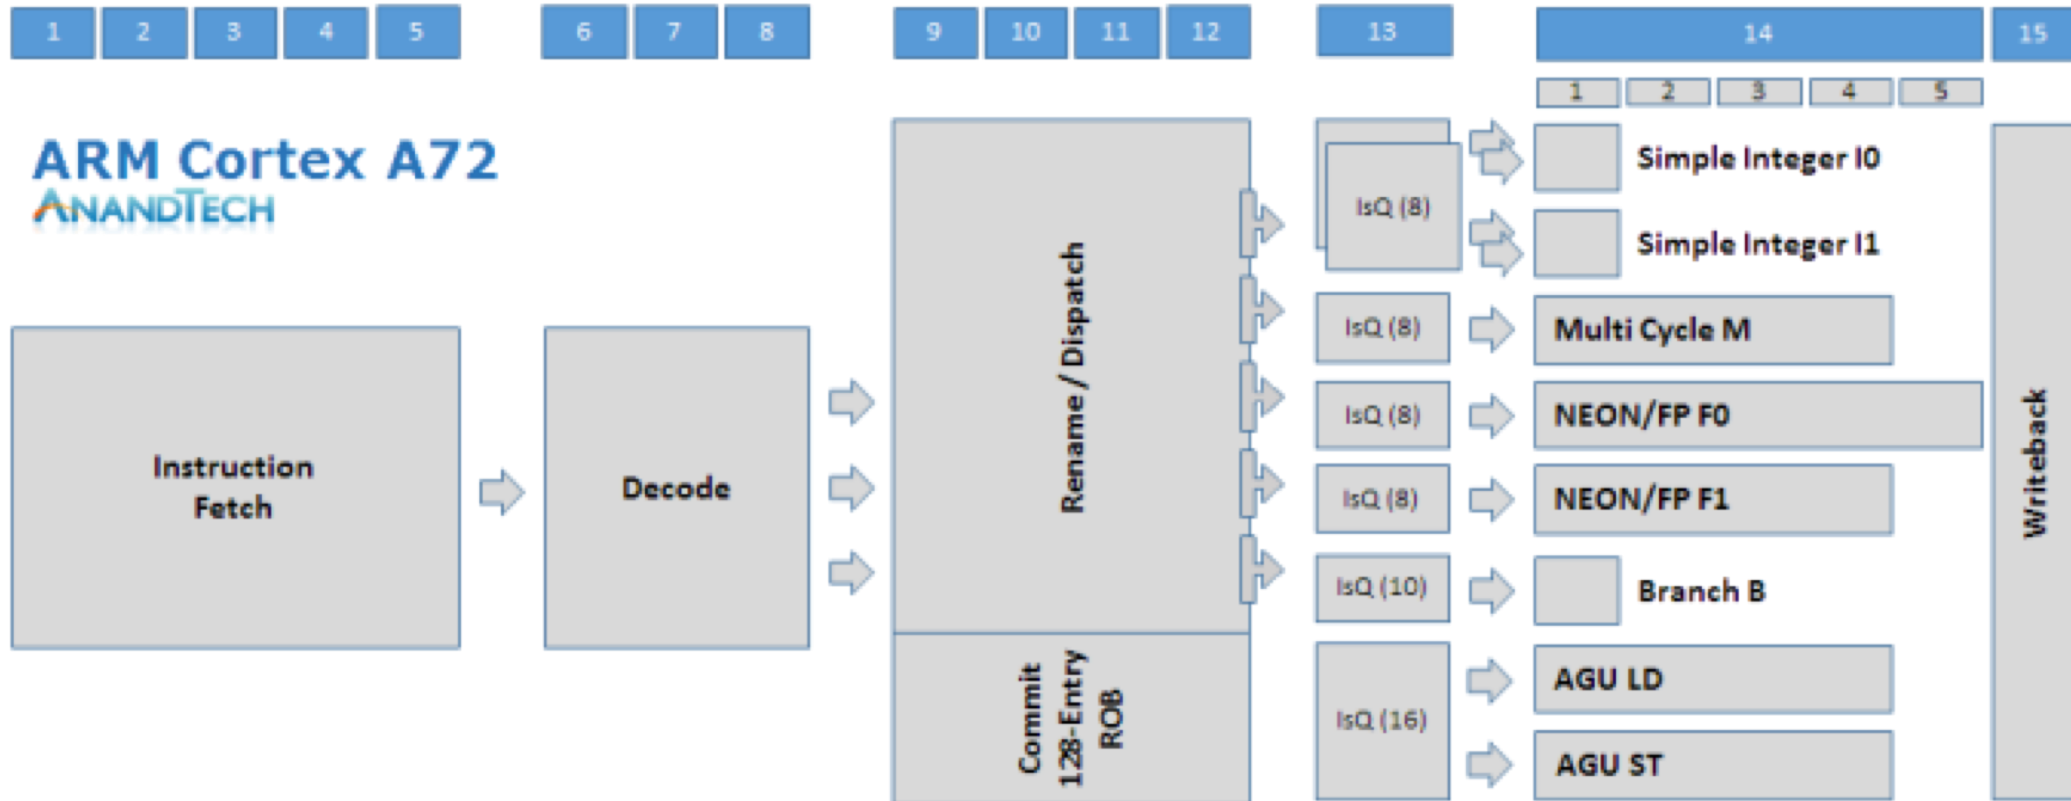 1 2 3 4 5 6 7 8 9 10 11 12 13 14 15
1 2 3 4 5
ARM Cortex A72
ANANDTECH
Instruction
Fetch
Decode
Rename / Dispatch
Commit
128-Entry
ROB
IsQ (8)
IsQ (8)
IsQ (8)
IsQ (8)
IsQ (10)
IsQ (16)
Simple Integer I0
Simple Integer I1
Multi Cycle M
NEON/FP F0
NEON/FP F1
Branch B
AGU LD
AGU ST
Writeback